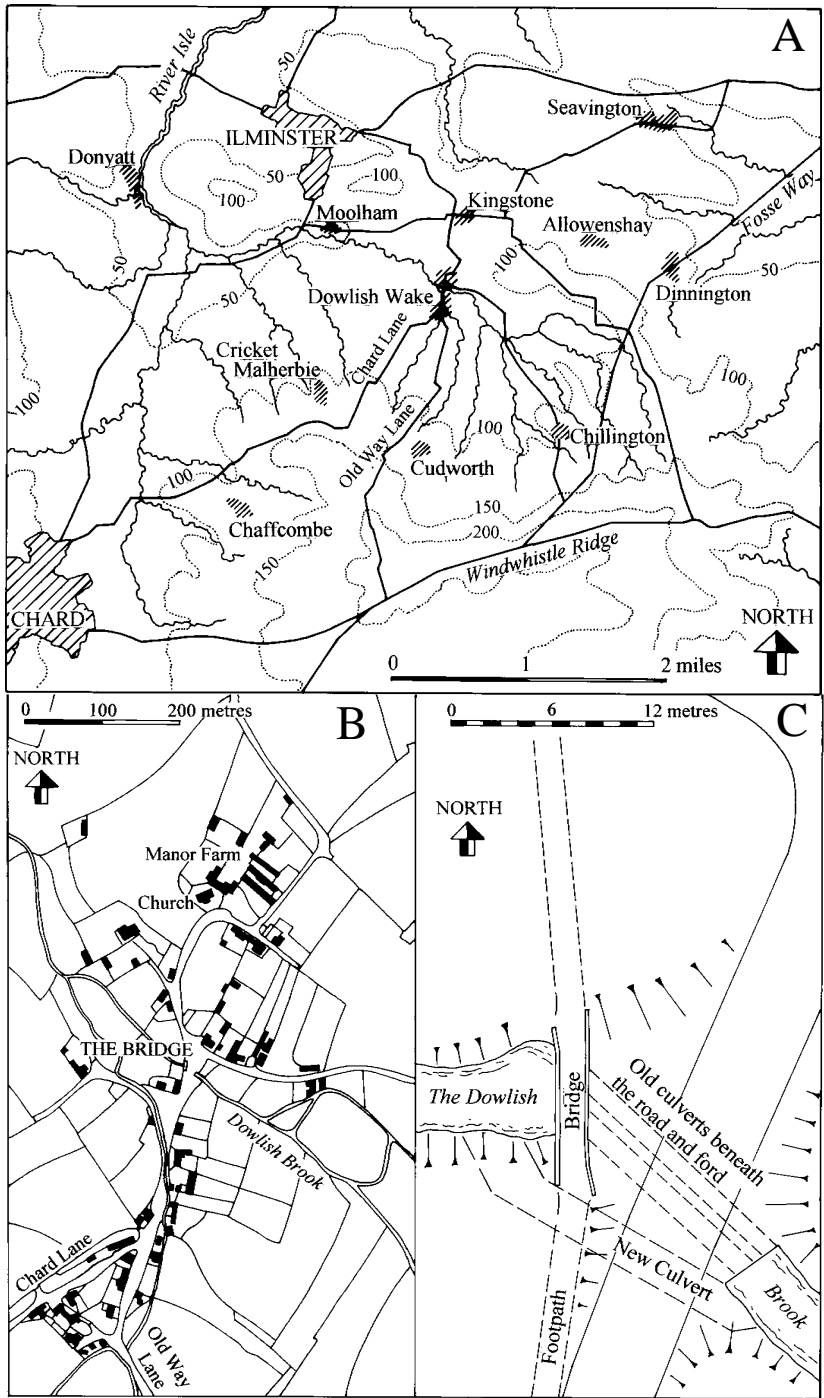 A
River Isle
50
50
Seavington
ILMINSTER
Donyatt
50
100
100
Moolham
Kingstone
Allowenshay
Fosse Way
100
50
50
Dinnington
50
Dowlish Wake
Chard Lane
Cricket
Malherbie
100
100
Old Way Lane
100
Chillington
Cudworth
100
150
Chaffcombe
200
150
Windwhistle Ridge
CHARD
NORTH
0 1 2 miles
0 100 200 metres
B
NORTH
Manor Farm
Church
THE BRIDGE
Dowlish Brook
Chard Lane
Old Way
Lane
0 6 12 metres
C
NORTH
The Dowlish
Bridge
Old culverts beneath
the road and ford
New Culvert
Brook
Footpath